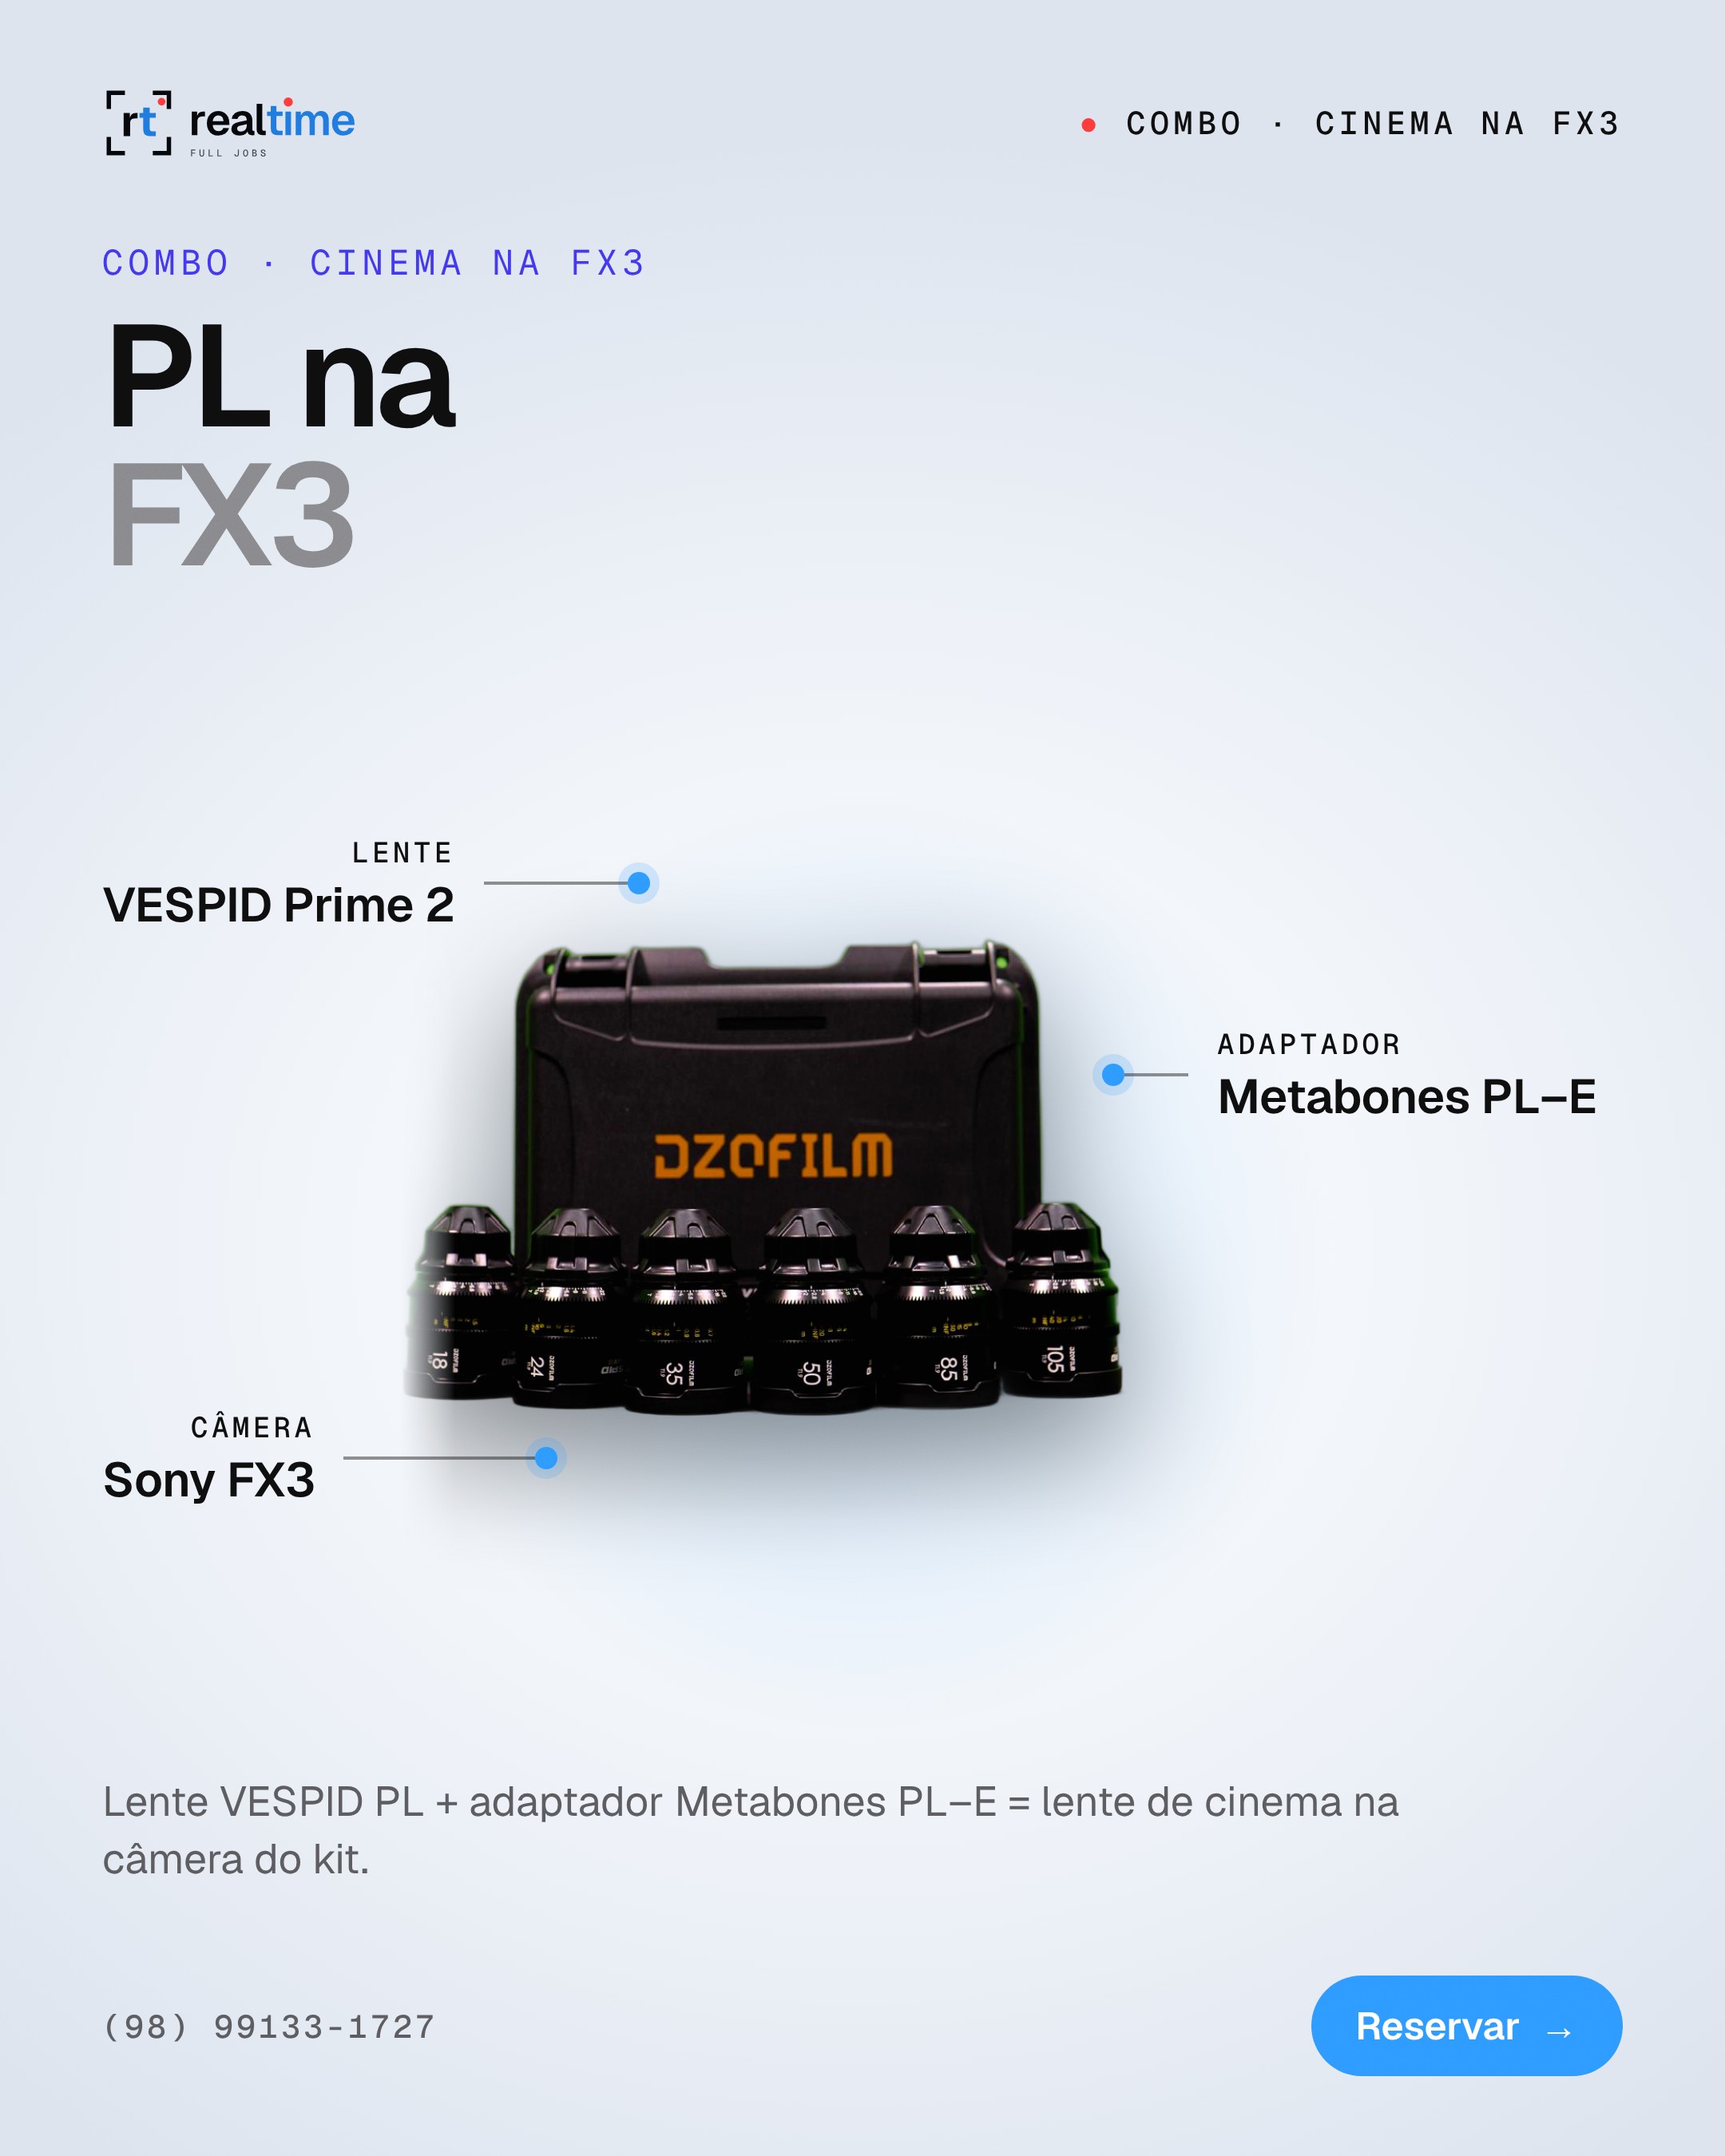 rt realtime
FULL JOBS
COMBO · CINEMA NA FX3
COMBO · CINEMA NA FX3
PL na
FX3
LENTE
VESPID Prime 2
ADAPTADOR
Metabones PL–E
DZOFILM
18
24
35
50
85
105
CÂMERA
Sony FX3
Lente VESPID PL + adaptador Metabones PL–E = lente de cinema na
câmera do kit.
(98) 99133-1727
Reservar →